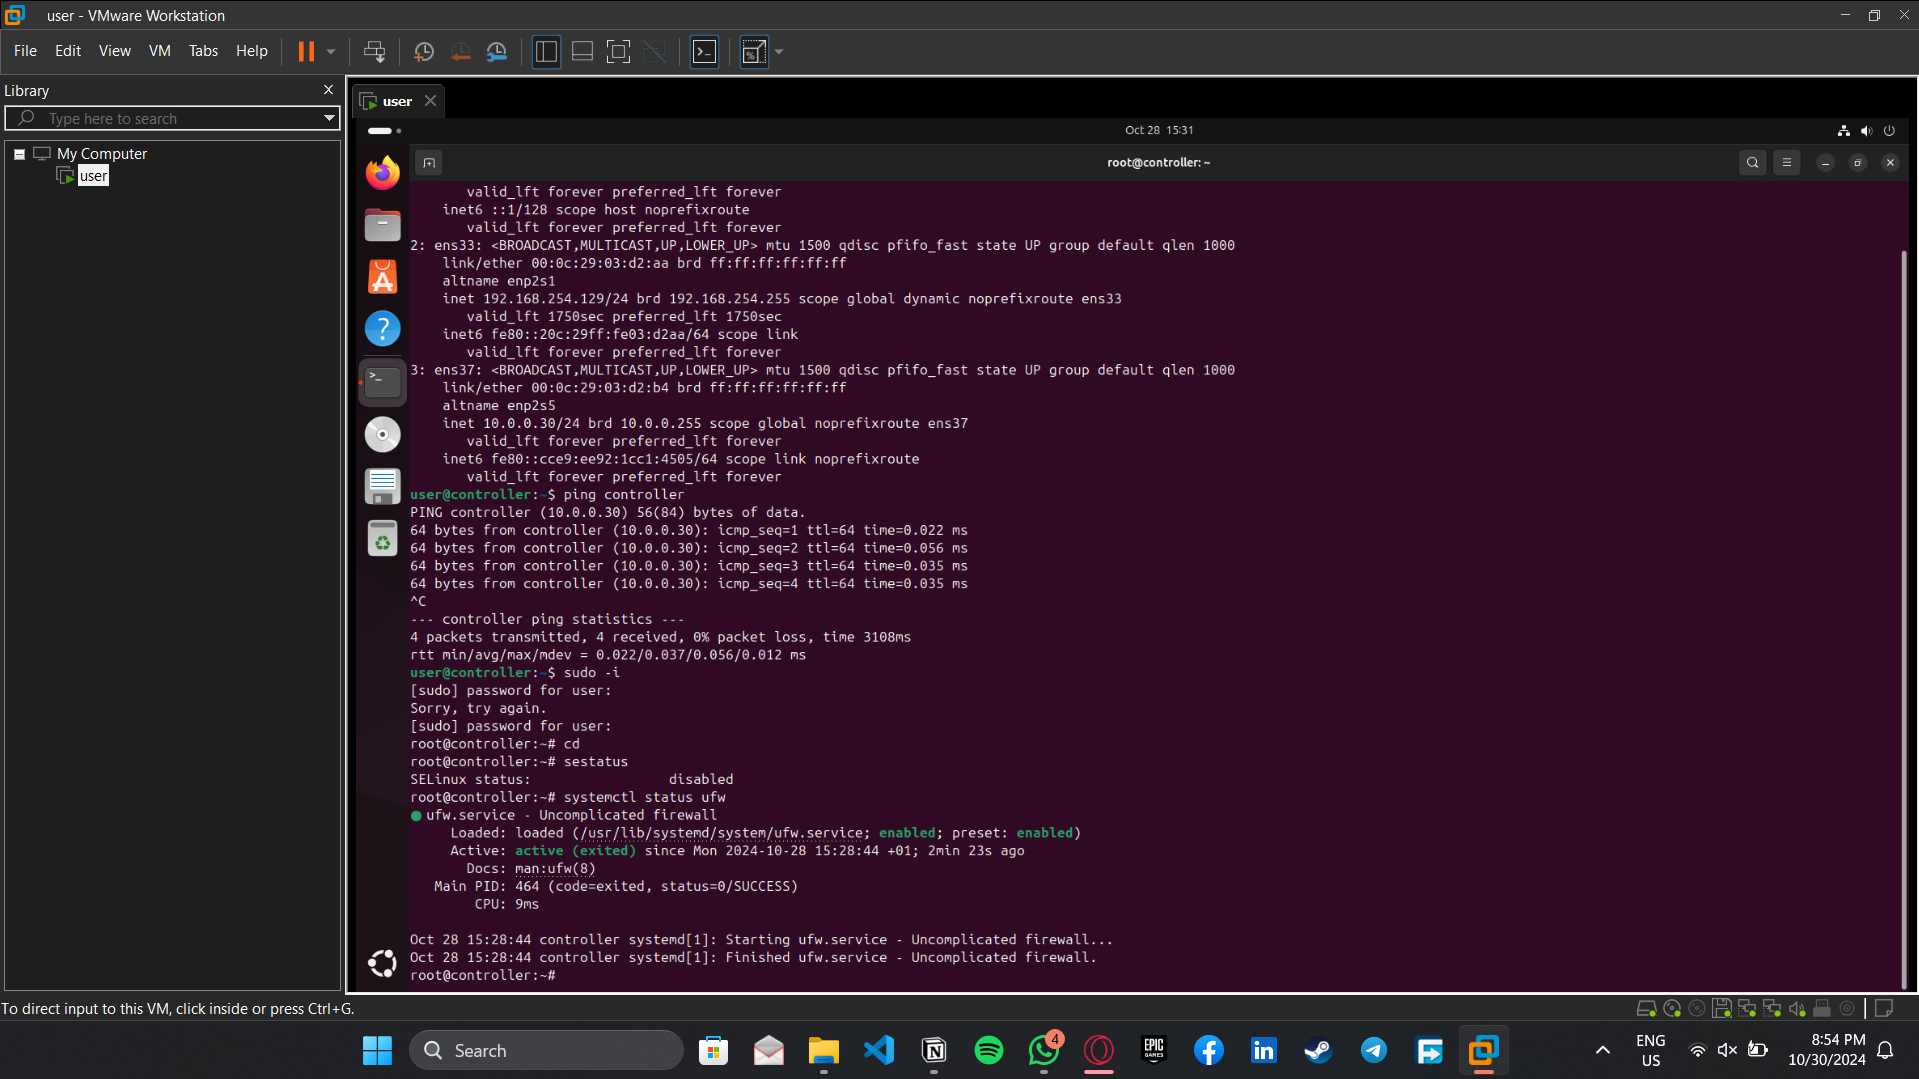 user - VMware Workstation
File Edit View VM Tabs Help
Library
Type here to search
My Computer
user
user
Oct 28 15:31
root@controller: ~
valid_lft forever preferred_lft forever
inet6 ::1/128 scope host noprefixroute
valid_lft forever preferred_lft forever
2: ens33: <BROADCAST,MULTICAST,UP,LOWER_UP> mtu 1500 qdisc pfifo_fast state UP group default qlen 1000
link/ether 00:0c:29:03:d2:aa brd ff:ff:ff:ff:ff:ff
altname enp2s1
inet 192.168.254.129/24 brd 192.168.254.255 scope global dynamic noprefixroute ens33
valid_lft 1750sec preferred_lft 1750sec
inet6 fe80::20c:29ff:fe03:d2aa/64 scope link
valid_lft forever preferred_lft forever
3: ens37: <BROADCAST,MULTICAST,UP,LOWER_UP> mtu 1500 qdisc pfifo_fast state UP group default qlen 1000
link/ether 00:0c:29:03:d2:b4 brd ff:ff:ff:ff:ff:ff
altname enp2s5
inet 10.0.0.30/24 brd 10.0.0.255 scope global noprefixroute ens37
valid_lft forever preferred_lft forever
inet6 fe80::cce9:ee92:1cc1:4505/64 scope link noprefixroute
valid_lft forever preferred_lft forever
user@controller:~$ ping controller
PING controller (10.0.0.30) 56(84) bytes of data.
64 bytes from controller (10.0.0.30): icmp_seq=1 ttl=64 time=0.022 ms
64 bytes from controller (10.0.0.30): icmp_seq=2 ttl=64 time=0.056 ms
64 bytes from controller (10.0.0.30): icmp_seq=3 ttl=64 time=0.035 ms
64 bytes from controller (10.0.0.30): icmp_seq=4 ttl=64 time=0.035 ms
^C
--- controller ping statistics ---
4 packets transmitted, 4 received, 0% packet loss, time 3108ms
rtt min/avg/max/mdev = 0.022/0.037/0.056/0.012 ms
user@controller:~$ sudo -i
[sudo] password for user:
Sorry, try again.
[sudo] password for user:
root@controller:~# cd
root@controller:~# sestatus
SELinux status: disabled
root@controller:~# systemctl status ufw
● ufw.service - Uncomplicated firewall
Loaded: loaded (/usr/lib/systemd/system/ufw.service; enabled; preset: enabled)
Active: active (exited) since Mon 2024-10-28 15:28:44 +01; 2min 23s ago
Docs: man:ufw(8)
Main PID: 464 (code=exited, status=0/SUCCESS)
CPU: 9ms
Oct 28 15:28:44 controller systemd[1]: Starting ufw.service - Uncomplicated firewall...
Oct 28 15:28:44 controller systemd[1]: Finished ufw.service - Uncomplicated firewall.
root@controller:~#
To direct input to this VM, click inside or press Ctrl+G.
Search
4
EPIC
GAMES
ENG
US
8:54 PM
10/30/2024